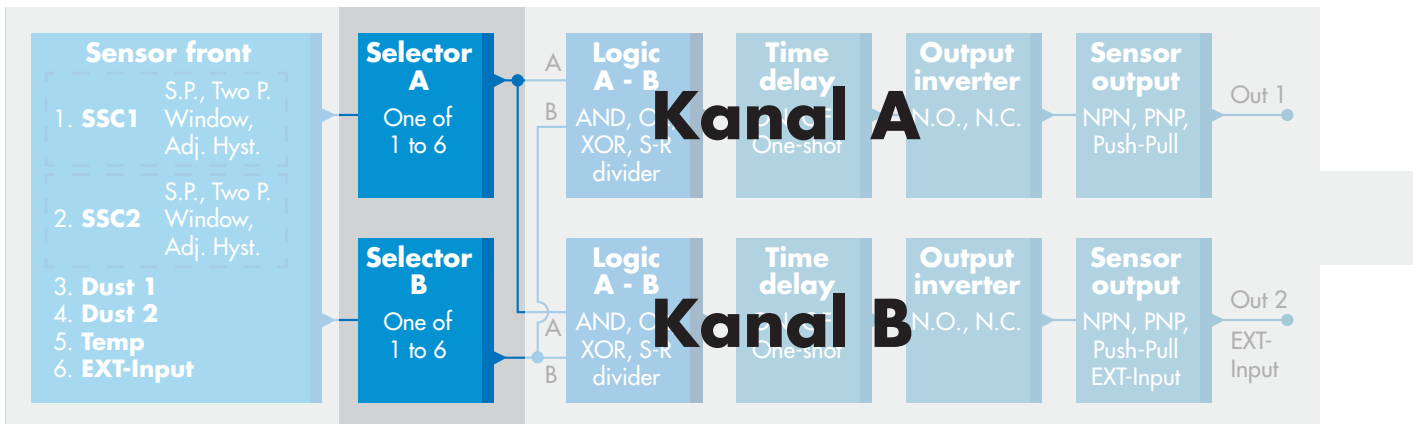 Sensor front
1. SSC1
S.P., Two P.
Window,
Adj. Hyst.
2. SSC2
S.P., Two P.
Window,
Adj. Hyst.
3. Dust 1
4. Dust 2
5. Temp
6. EXT-Input
Selector
A
One of
1 to 6
Selector
B
One of
1 to 6
Kanal A
A
B
Logic
A - B
AND,
XOR, S-R
divider
Time
delay
One-shot
Output
inverter
N.O., N.C.
Sensor
output
NPN, PNP,
Push-Pull
Out 1
Kanal B
A
B
Logic
A - B
AND,
XOR, S-R
divider
Time
delay
One-shot
Output
inverter
N.O., N.C.
Sensor
output
NPN, PNP,
Push-Pull
EXT-Input
Out 2
EXT-
Input